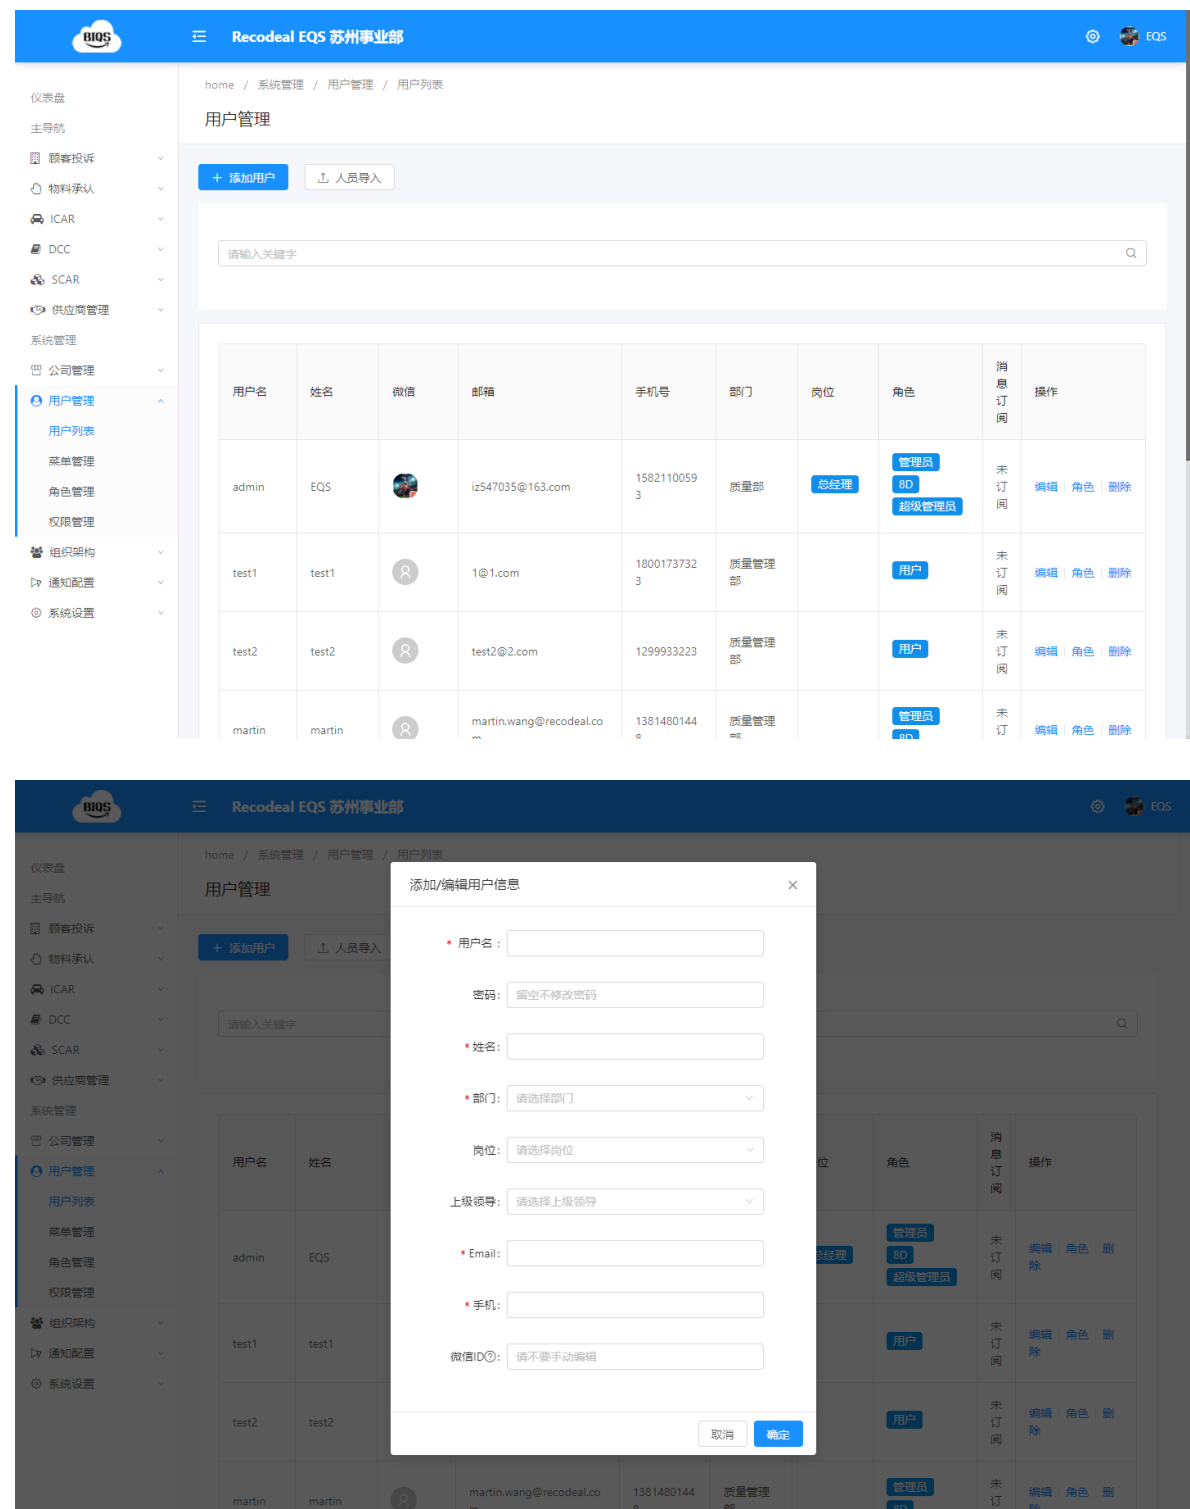 BIQS
Recodeal EQS 苏州事业部
EQS
home / 系统管理 / 用户管理 / 用户列表
用户管理
仪表盘
主导航
顾客投诉
物料承认
ICAR
DCC
SCAR
供应商管理
系统管理
公司管理
用户管理
用户列表
菜单管理
角色管理
权限管理
组织架构
通知配置
系统设置
+ 添加用户
人员导入
请输入关键字
用户名 姓名 微信 邮箱 手机号 部门 岗位 角色 消息订阅 操作
admin EQS iz547035@163.com 15821100593 质量部 总经理 管理员 8D 超级管理员 未订阅 编辑 角色 删除
test1 test1 1@1.com 18001737323 质量管理部 用户 未订阅 编辑 角色 删除
test2 test2 test2@2.com 1299933223 质量管理部 用户 未订阅 编辑 角色 删除
martin martin martin.wang@recodeal.com 13814801448 质量管理部 管理员 8D 未订 编辑 角色 删除
BIQS
Recodeal EQS 苏州事业部
EQS
home / 系统管理 / 用户管理 / 用户列表
用户管理
仪表盘
主导航
顾客投诉
物料承认
ICAR
DCC
SCAR
供应商管理
系统管理
公司管理
用户管理
用户列表
菜单管理
角色管理
权限管理
组织架构
通知配置
系统设置
+ 添加用户
人员导入
请输入关键字
用户名 姓名 位 角色 消息订阅 操作
admin EQS 总经理 管理员 8D 超级管理员 未订阅 编辑 角色 删除
test1 test1 用户 未订阅 编辑 角色 删除
test2 test2 用户 未订阅 编辑 角色 删除
martin martin martin.wang@recodeal.co 1381480144 质量管理 管理员 未订 编辑 角色 删
添加/编辑用户信息
* 用户名 :
密码: 留空不修改密码
* 姓名:
* 部门: 请选择部门
岗位: 请选择岗位
上级领导: 请选择上级领导
* Email:
* 手机:
微信ID?: 请不要手动编辑
取消
确定